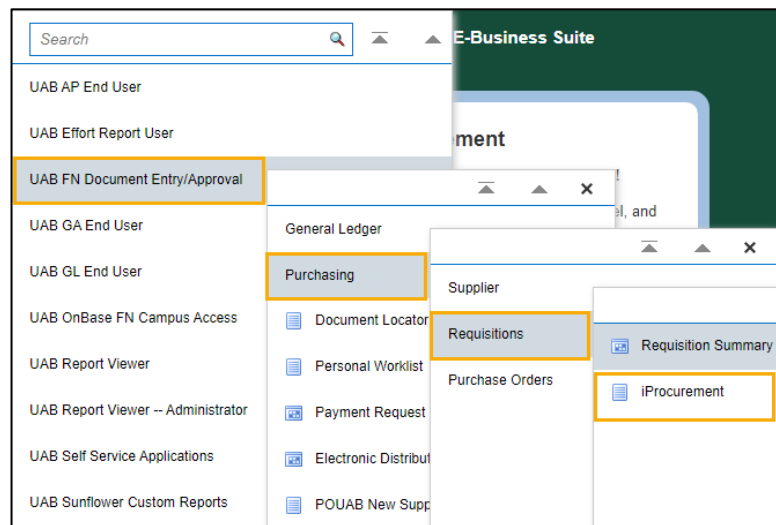 Search
E-Business Suite
UAB AP End User
UAB Effort Report User
ment
UAB FN Document Entry/Approval
!
el, and
UAB GA End User
General Ledger
UAB GL End User
Purchasing
Supplier
UAB OnBase FN Campus Access
Document Locator
Requisitions
Requisition Summary
UAB Report Viewer
Personal Worklist
Purchase Orders
iProcurement
UAB Report Viewer -- Administrator
Payment Request
UAB Self Service Applications
Electronic Distribut
UAB Sunflower Custom Reports
POUAB New Supp